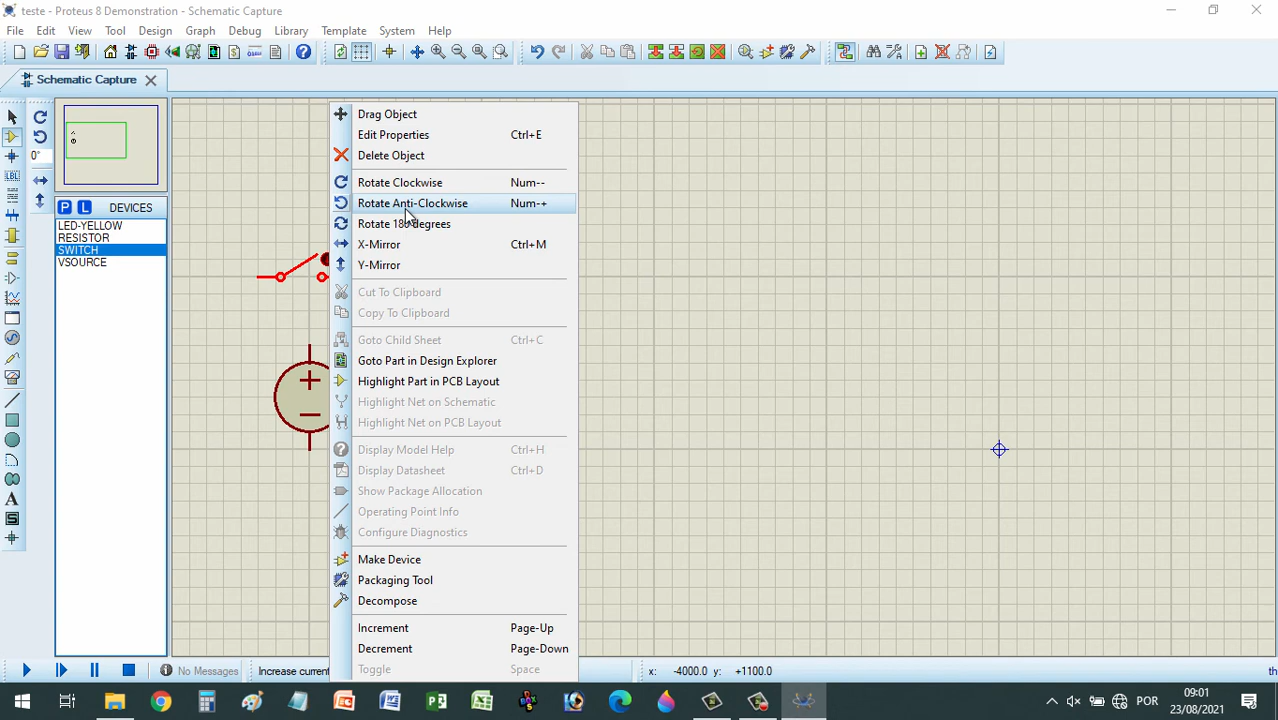 teste - Proteus 8 Demonstration - Schematic Capture
File Edit View Tool Design Graph Debug Library Template System Help
Schematic Capture
0°
LBL
P L DEVICES
LED-YELLOW
RESISTOR
SWITCH
VSOURCE
A
S
Drag Object
Edit Properties Ctrl+E
Delete Object
Rotate Clockwise Num--
Rotate Anti-Clockwise Num-+
Rotate 180 degrees
X-Mirror Ctrl+M
Y-Mirror
Cut To Clipboard
Copy To Clipboard
Goto Child Sheet Ctrl+C
Goto Part in Design Explorer
Highlight Part in PCB Layout
Highlight Net on Schematic
Highlight Net on PCB Layout
Display Model Help Ctrl+H
Display Datasheet Ctrl+D
Show Package Allocation
Operating Point Info
Configure Diagnostics
Make Device
Packaging Tool
Decompose
Increment Page-Up
Decrement Page-Down
Toggle Space
No Messages Increase current x: -4000.0 y: +1100.0 th
POR
09:01
23/08/2021